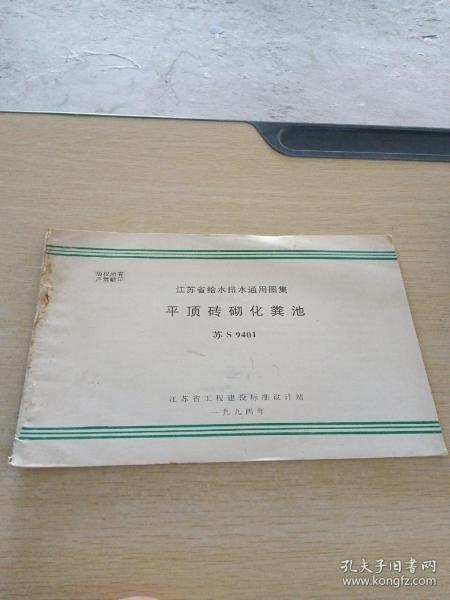 版权所有
严禁翻印
江苏省给水排水通用图集
平顶砖砌化粪池
苏 S 9401
江苏省工程建设标准设计站
一九九四年
孔夫子旧书网
www.kongfz.com